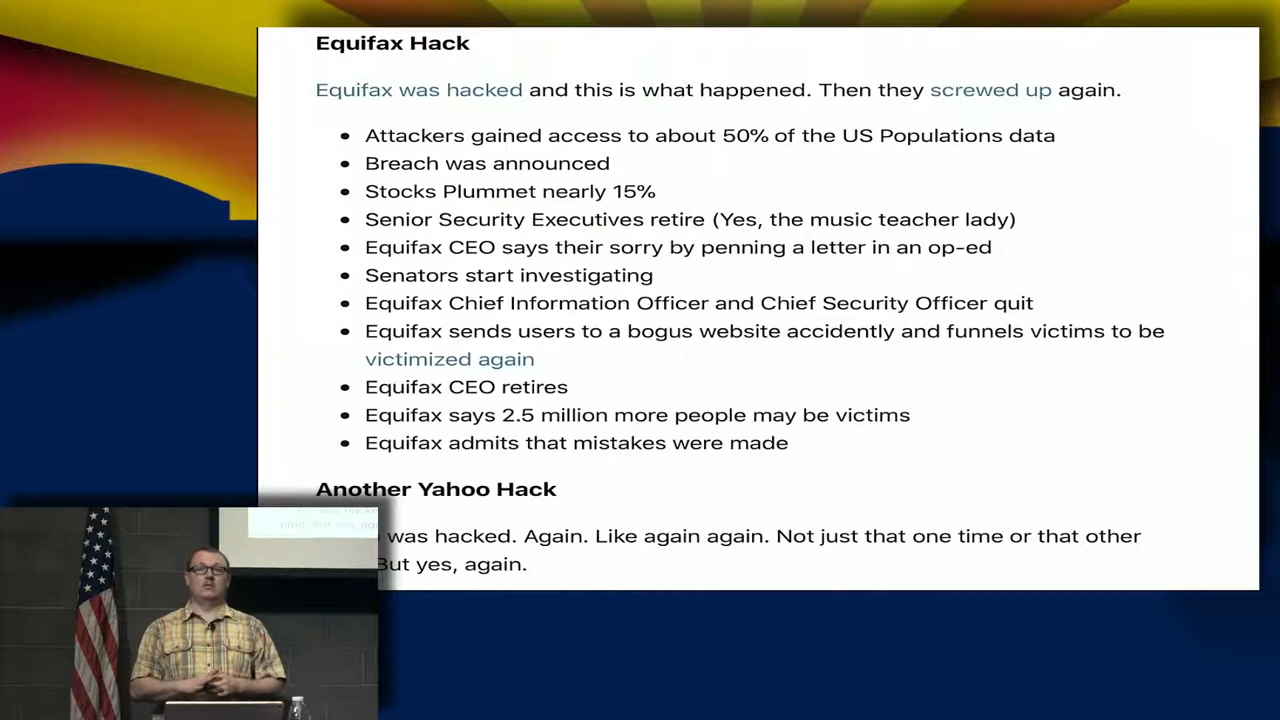 Equifax Hack
Equifax was hacked and this is what happened. Then they screwed up again.
• Attackers gained access to about 50% of the US Populations data
• Breach was announced
• Stocks Plummet nearly 15%
• Senior Security Executives retire (Yes, the music teacher lady)
• Equifax CEO says their sorry by penning a letter in an op-ed
• Senators start investigating
• Equifax Chief Information Officer and Chief Security Officer quit
• Equifax sends users to a bogus website accidently and funnels victims to be
victimized again
• Equifax CEO retires
• Equifax says 2.5 million more people may be victims
• Equifax admits that mistakes were made
Another Yahoo Hack
was hacked. Again. Like again again. Not just that one time or that other
But yes, again.
time. But yes, aga